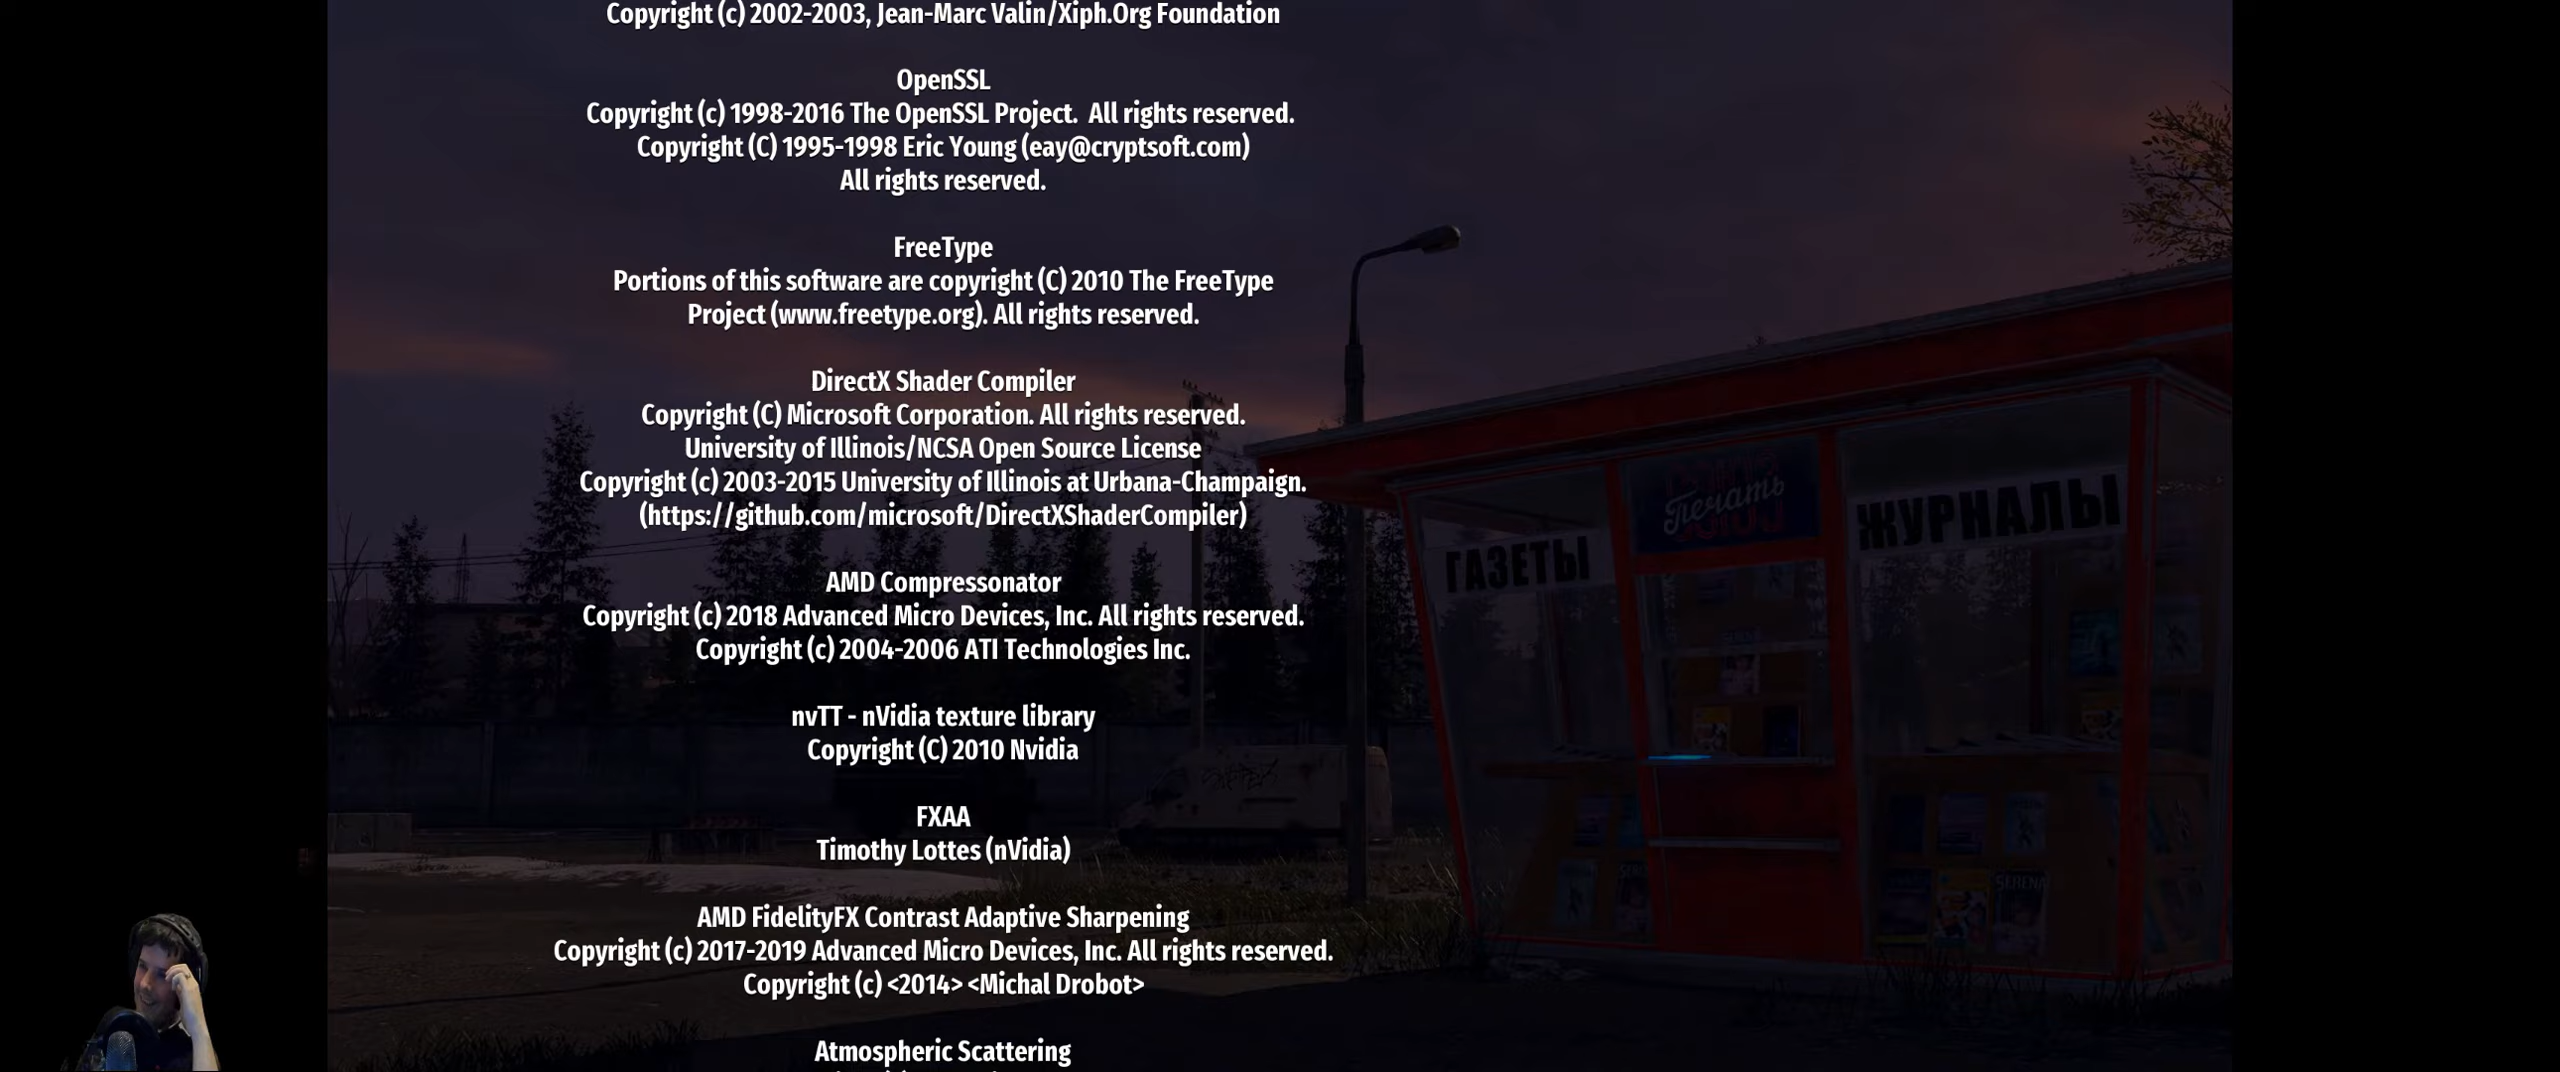 Copyright (c) 2002-2003, Jean-Marc Valin/Xiph.Org Foundation
OpenSSL
Copyright (c) 1998-2016 The OpenSSL Project.  All rights reserved.
Copyright (C) 1995-1998 Eric Young (eay@cryptsoft.com)
All rights reserved.
FreeType
Portions of this software are copyright (C) 2010 The FreeType
Project (www.freetype.org). All rights reserved.
DirectX Shader Compiler
Copyright (C) Microsoft Corporation. All rights reserved.
University of Illinois/NCSA Open Source License
Copyright (c) 2003-2015 University of Illinois at Urbana-Champaign.
(https://github.com/microsoft/DirectXShaderCompiler)
AMD Compressonator
Copyright (c) 2018 Advanced Micro Devices, Inc. All rights reserved.
Copyright (c) 2004-2006 ATI Technologies Inc.
nvTT - nVidia texture library
Copyright (C) 2010 Nvidia
FXAA
Timothy Lottes (nVidia)
AMD FidelityFX Contrast Adaptive Sharpening
Copyright (c) 2017-2019 Advanced Micro Devices, Inc. All rights reserved.
Copyright (c) <2014> <Michal Drobot>
Atmospheric Scattering
ГАЗЕТЫ
Печать
ЖУРНАЛЫ
SERENA